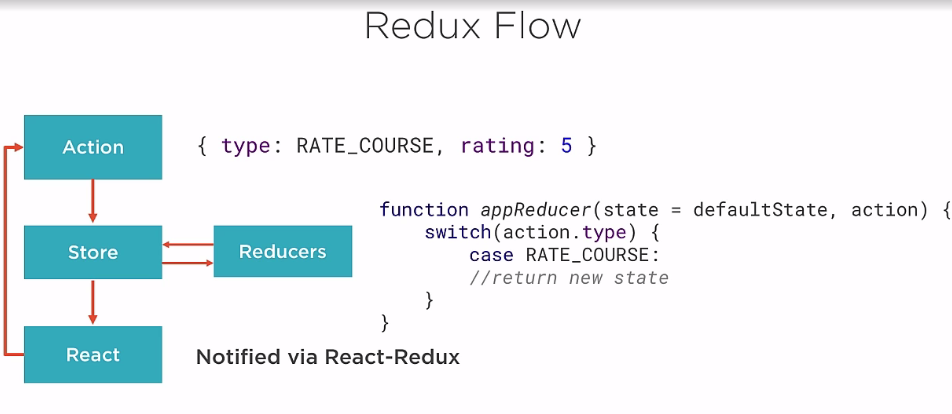 Redux Flow
Action
{ type: RATE_COURSE, rating: 5 }
Store
Reducers
function appReducer(state = defaultState, action) {
switch(action.type) {
case RATE_COURSE:
//return new state
}
}
React
Notified via React-Redux